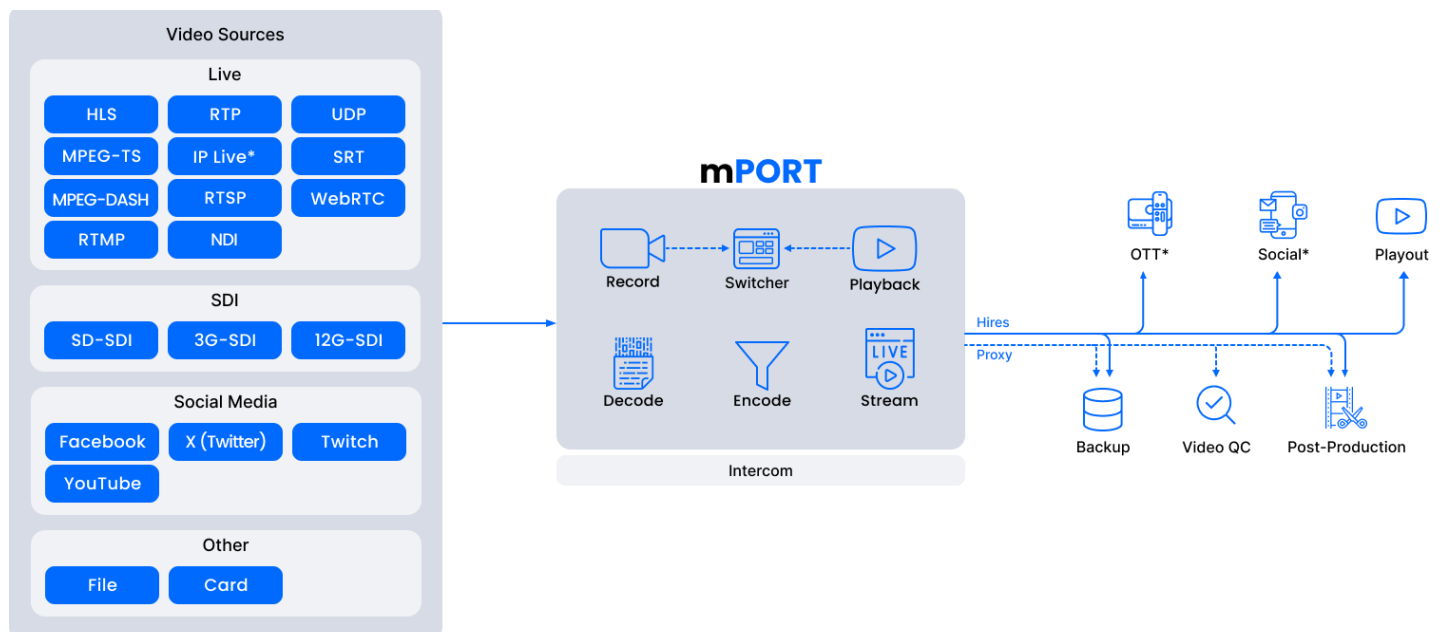 Video Sources
Live
HLS
RTP
UDP
MPEG-TS
IP Live*
SRT
MPEG-DASH
RTSP
WebRTC
RTMP
NDI
SDI
SD-SDI
3G-SDI
12G-SDI
Social Media
Facebook
X (Twitter)
Twitch
YouTube
Other
File
Card
mPORT
Record
Switcher
Playback
Decode
Encode
LIVE
Stream
Intercom
Hires
Proxy
OTT*
Social*
Playout
Backup
Video QC
Post-Production